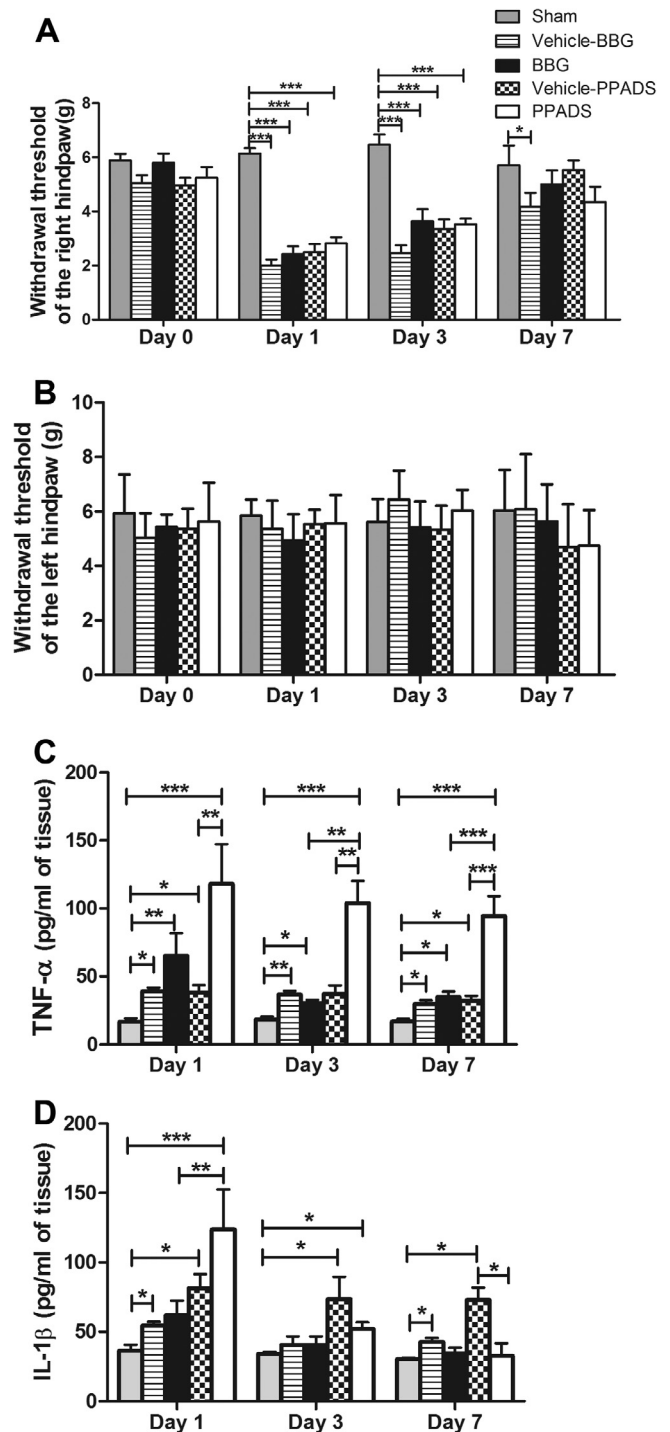 A
Sham
Vehicle-BBG
BBG
Vehicle-PPADS
PPADS
Withdrawal threshold
of the right hindpaw(g)
8
6
4
2
0
***
***
***
***
***
***
***
***
*
Day 0 Day 1 Day 3 Day 7
B
Withdrawal threshold
of the left hindpaw (g)
10
8
6
4
2
0
Day 0 Day 1 Day 3 Day 7
C
TNF-α (pg/ml of tissue)
200
150
100
50
0
*** *** ***
** ** ***
* ** ***
** * *
* ** *
*
Day 1 Day 3 Day 7
D
IL-1β (pg/ml of tissue)
200
150
100
50
0
***
**
* * *
* * *
*
Day 1 Day 3 Day 7